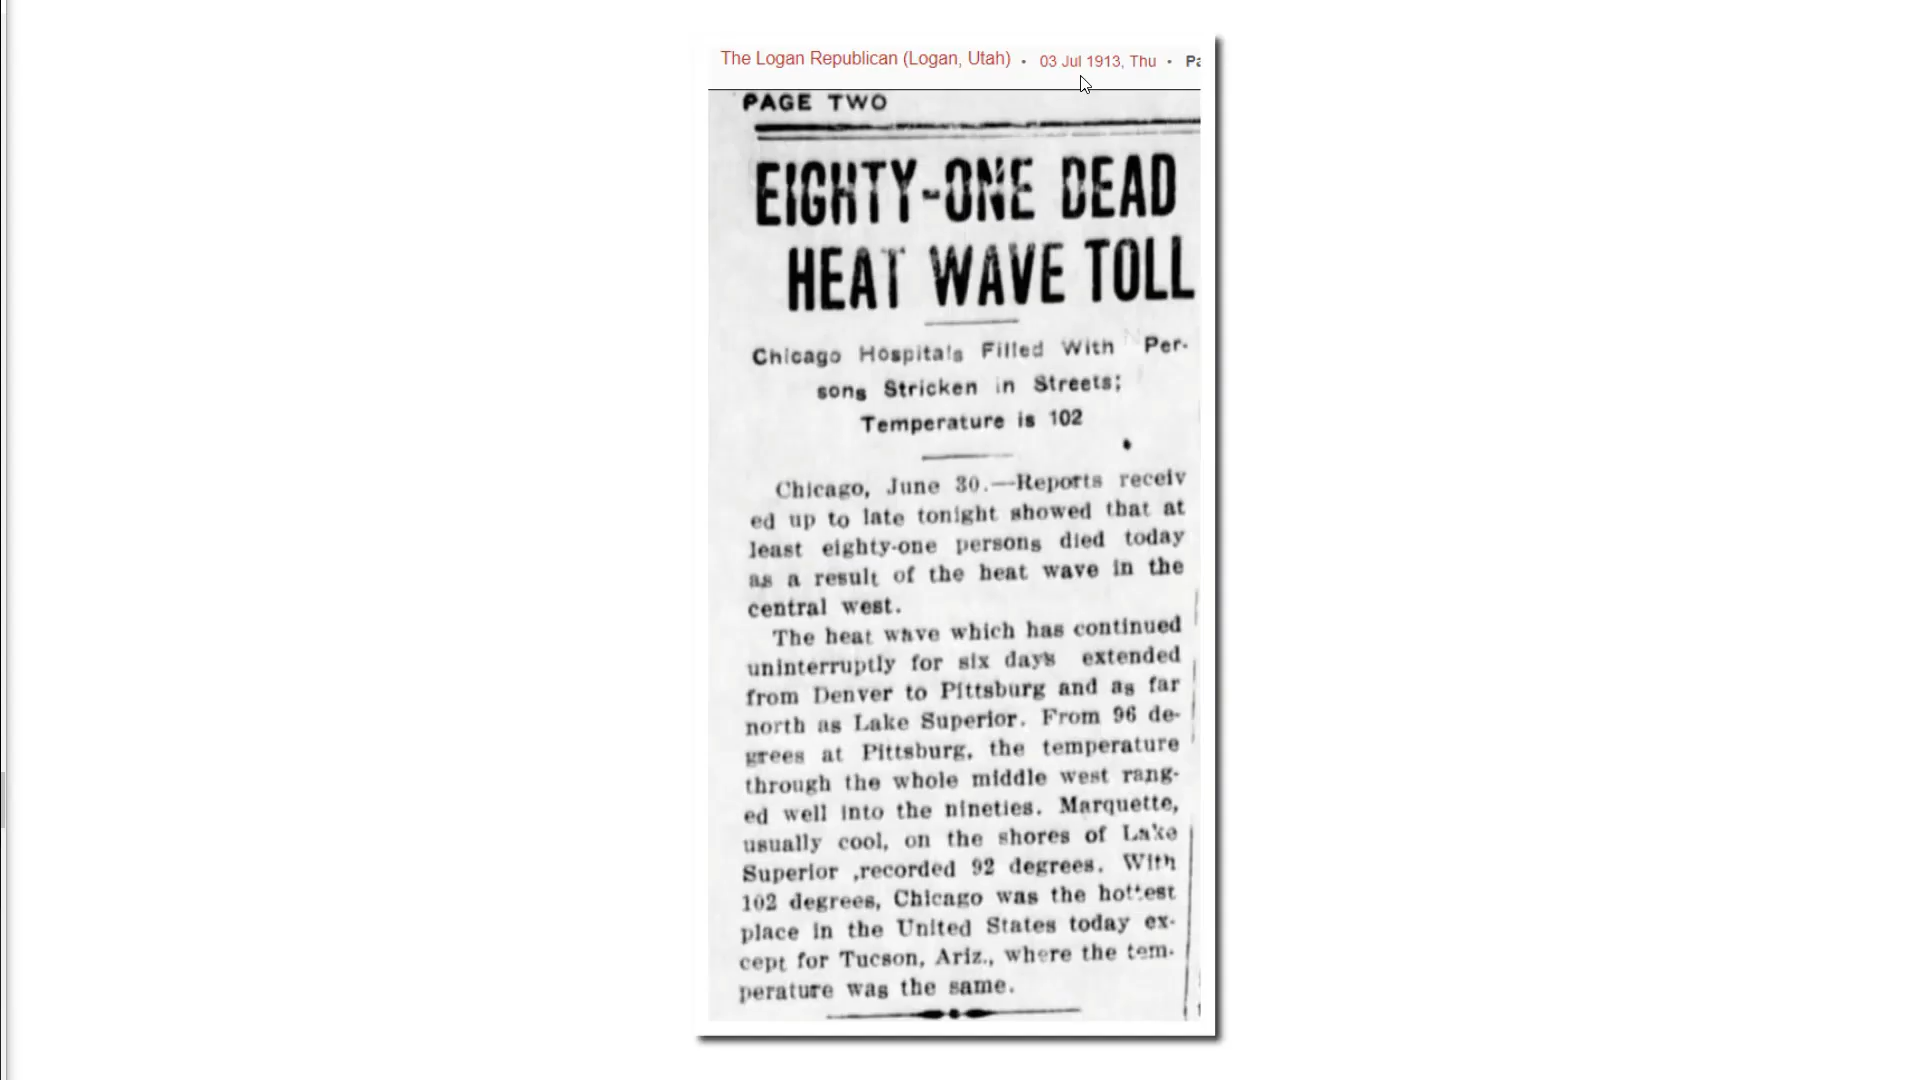 The Logan Republican (Logan, Utah) • 03 Jul 1913, Thu •
PAGE TWO
EIGHTY-ONE DEAD
HEAT WAVE TOLL
Chicago Hospitals Filled With Per-
sons Stricken in Streets;
Temperature is 102
Chicago, June 30.—Reports receiv
ed up to late tonight showed that at
least eighty-one persons died today
as a result of the heat wave in the
central west.
The heat wave which has continued
uninterruptly for six days extended
from Denver to Pittsburg and as far
north as Lake Superior. From 96 de-
grees at Pittsburg, the temperature
through the whole middle west rang-
ed well into the nineties. Marquette,
usually cool, on the shores of Lake
Superior ,recorded 92 degrees. With
102 degrees, Chicago was the hottest
place in the United States today ex-
cept for Tucson, Ariz., where the tem-
perature was the same.